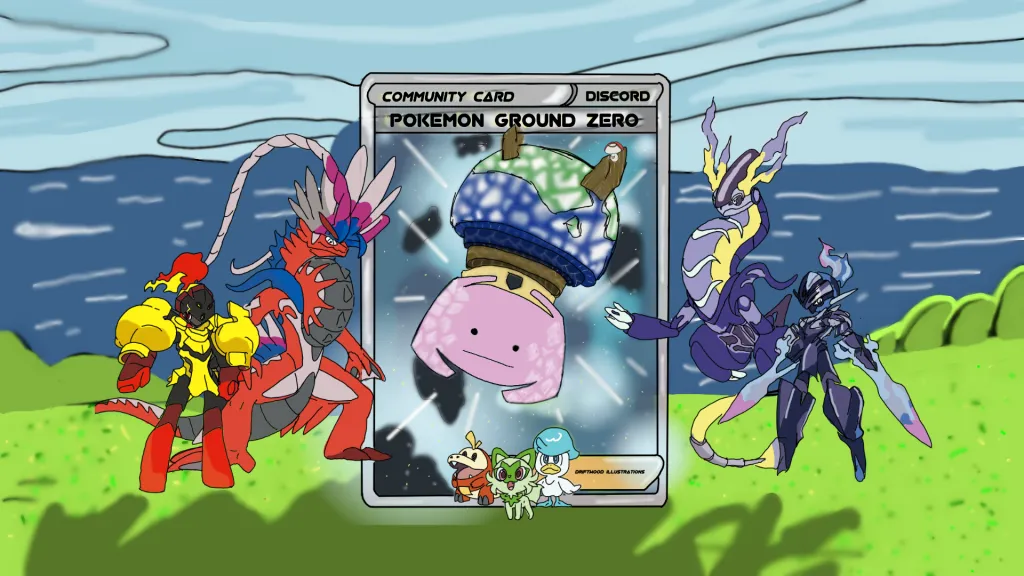 COMMUNITY CARD
DISCORD
POKEMON GROUND ZERO
DRIFTWOOD ILLUSTRATIONS